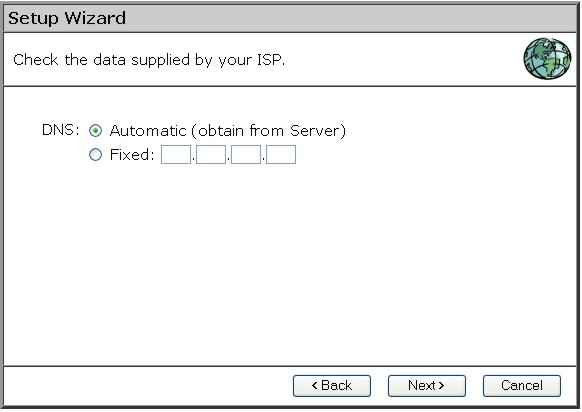 Setup Wizard
Check the data supplied by your ISP.
DNS: Automatic (obtain from Server)
Fixed: . . .
< Back Next > Cancel